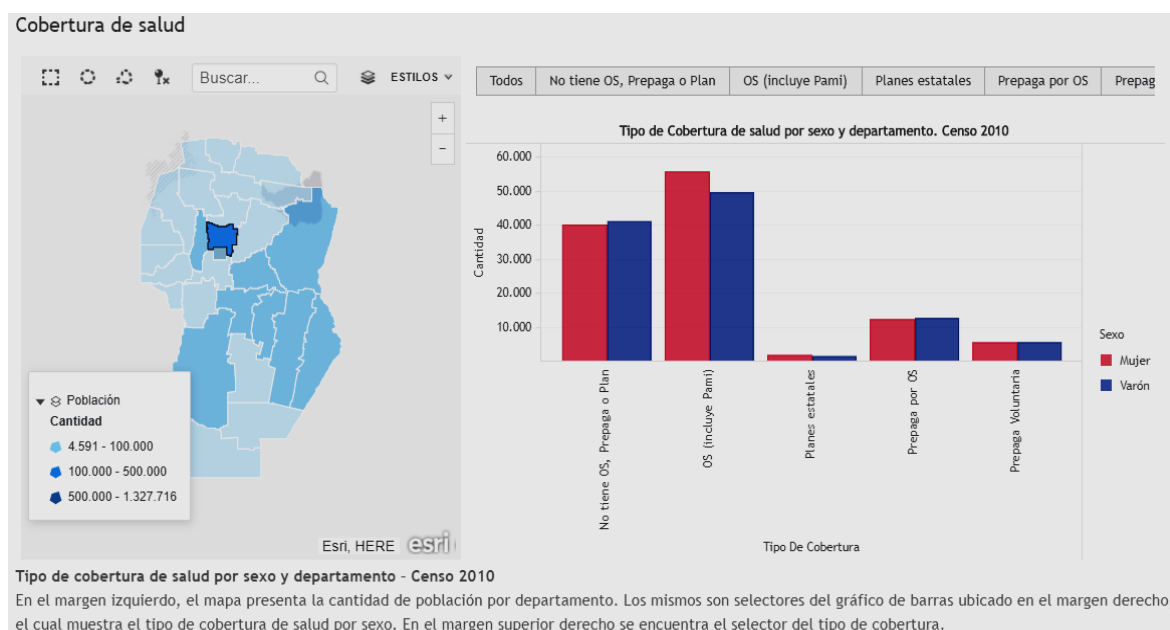 Cobertura de salud
Buscar...
ESTILOS
+
−
Población
Cantidad
4.591 - 100.000
100.000 - 500.000
500.000 - 1.327.716
Esri, HERE
esri
Todos
No tiene OS, Prepaga o Plan
OS (incluye Pami)
Planes estatales
Prepaga por OS
Prepag
Tipo de Cobertura de salud por sexo y departamento. Censo 2010
60.000
50.000
40.000
30.000
20.000
10.000
Cantidad
No tiene OS, Prepaga o Plan
OS (incluye Pami)
Planes estatales
Prepaga por OS
Prepaga Voluntaria
Tipo De Cobertura
Sexo
Mujer
Varón
Tipo de cobertura de salud por sexo y departamento - Censo 2010
En el margen izquierdo, el mapa presenta la cantidad de población por departamento. Los mismos son selectores del gráfico de barras ubicado en el margen derecho
el cual muestra el tipo de cobertura de salud por sexo. En el margen superior derecho se encuentra el selector del tipo de cobertura.